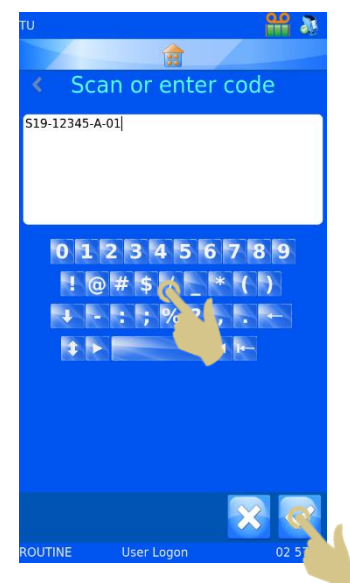 TU
Scan or enter code
S19-12345-A-01
0 1 2 3 4 5 6 7 8 9
! @ # $ / _ * ( )
- : ; % ? , .
ROUTINE User Logon 02 57